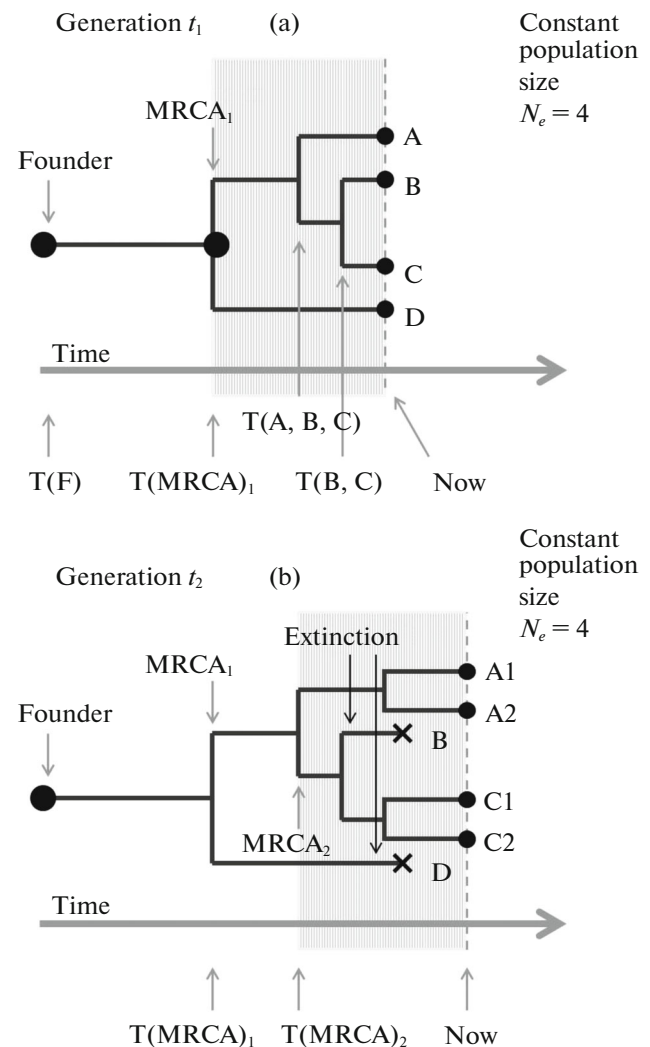 Generation t₁ (a)
Constant
population
size
Nₑ = 4
MRCA₁
Founder
A
B
C
D
Time
T(A, B, C)
T(F)
T(MRCA)₁
T(B, C)
Now
Generation t₂ (b)
Constant
population
size
Nₑ = 4
Extinction
MRCA₁
Founder
A1
A2
B
C1
C2
MRCA₂
D
Time
T(MRCA)₁
T(MRCA)₂
Now